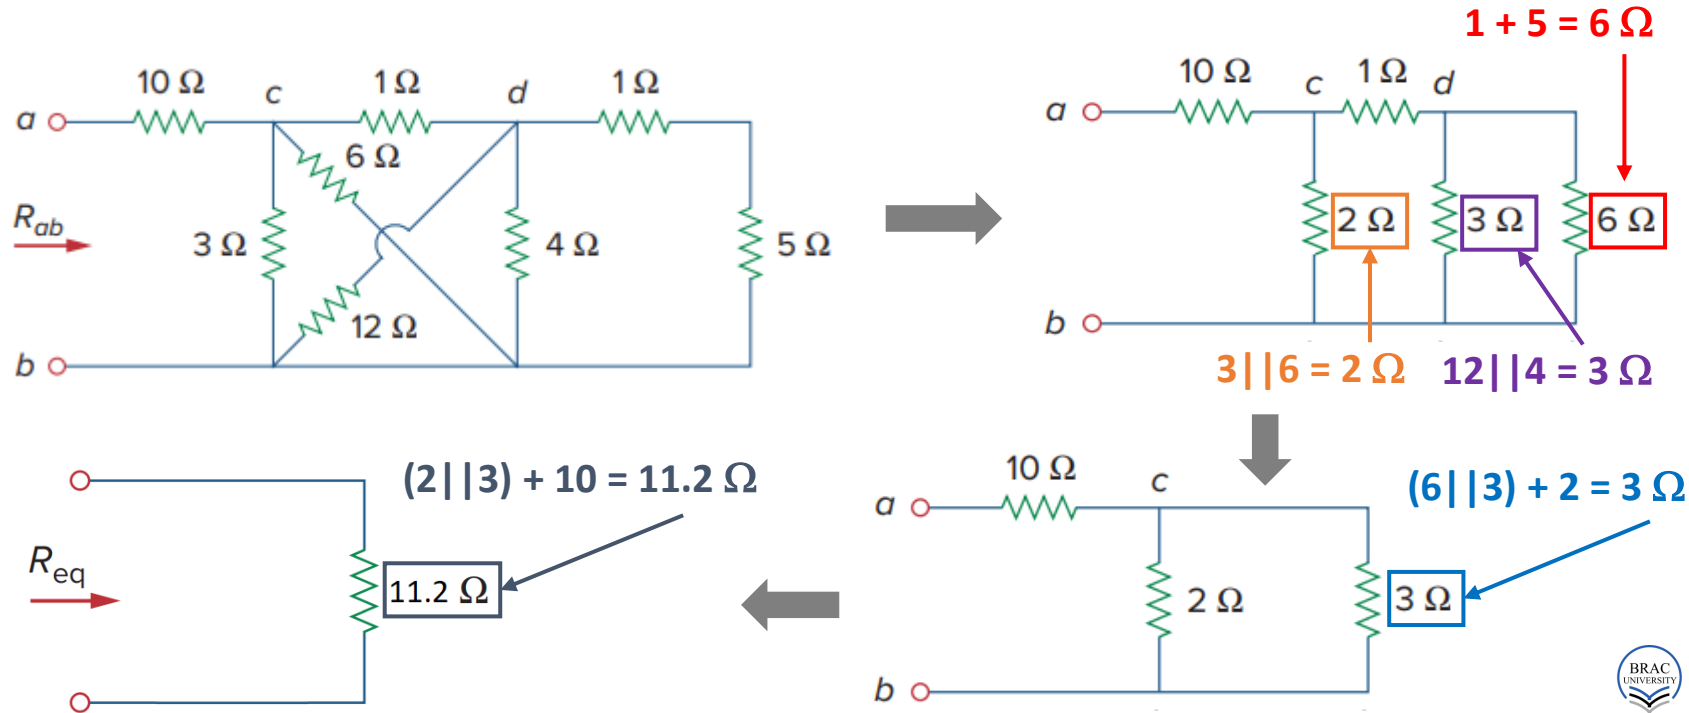 1 + 5 = 6 Ω
10 Ω
c
1 Ω
d
1 Ω
a
6 Ω
R_ab
3 Ω
4 Ω
5 Ω
12 Ω
b
10 Ω
c
1 Ω
d
a
2 Ω
3 Ω
6 Ω
b
3||6 = 2 Ω
12||4 = 3 Ω
10 Ω
c
(6||3) + 2 = 3 Ω
a
2 Ω
3 Ω
b
(2||3) + 10 = 11.2 Ω
R_eq
11.2 Ω
BRAC
UNIVERSITY